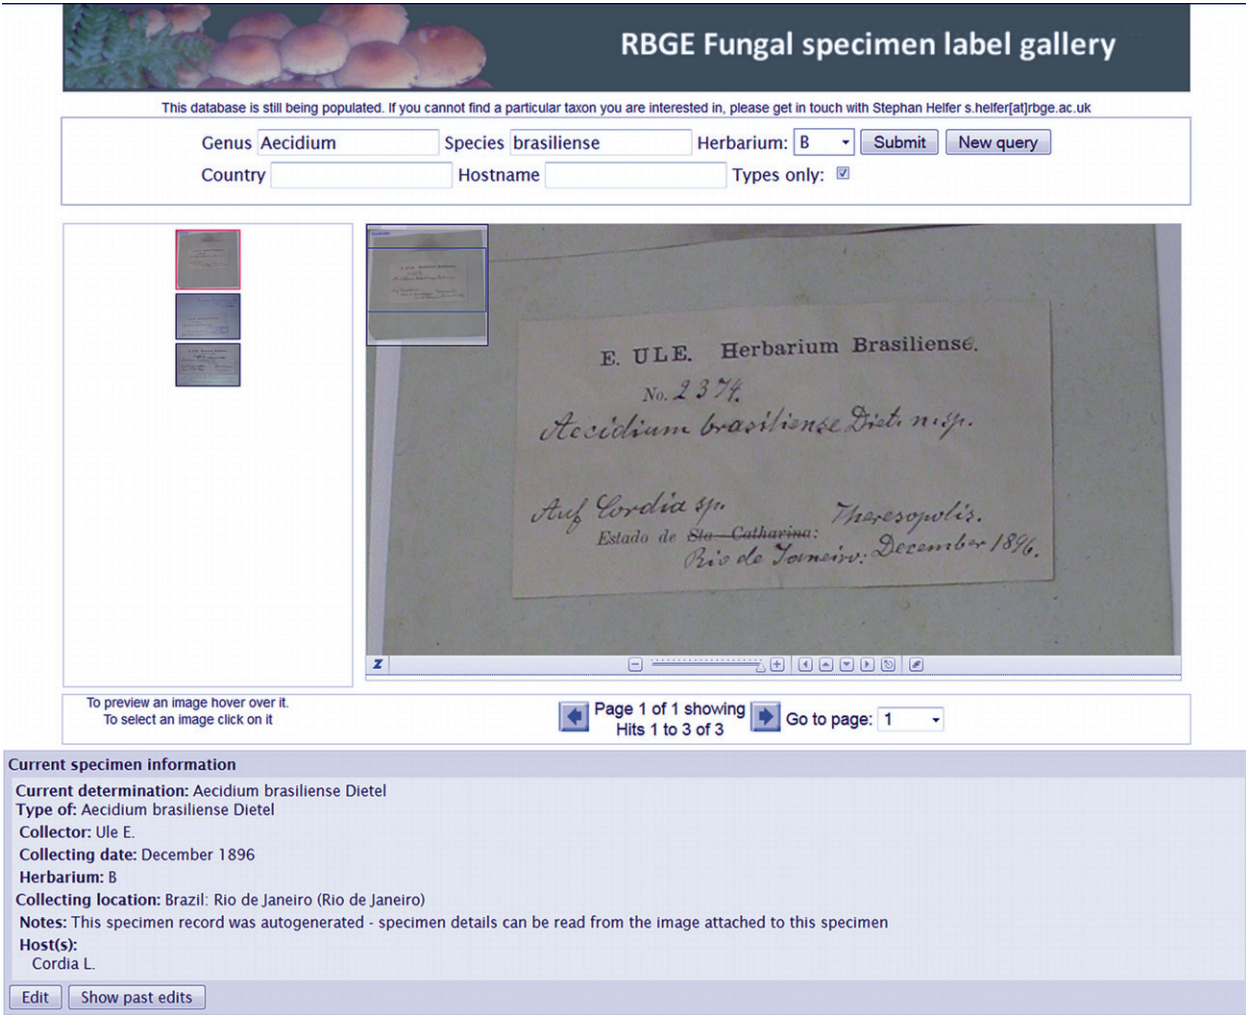 RBGE Fungal specimen label gallery
This database is still being populated. If you cannot find a particular taxon you are interested in, please get in touch with Stephan Helfer s.helfer[at]rbge.ac.uk
Genus Aecidium Species brasiliense Herbarium: B Submit New query
Country Hostname Types only:
E. ULE. Herbarium Brasiliense.
No. 2374.
Aecidium brasiliense Diet. n. sp.
Auf Cordia sp. Theresopolis.
Estado de Sta Catharina:
Rio de Janeiro: December 1896.
Z
To preview an image hover over it.
To select an image click on it
Page 1 of 1 showing
Hits 1 to 3 of 3
Go to page: 1
Current specimen information
Current determination: Aecidium brasiliense Dietel
Type of: Aecidium brasiliense Dietel
Collector: Ule E.
Collecting date: December 1896
Herbarium: B
Collecting location: Brazil: Rio de Janeiro (Rio de Janeiro)
Notes: This specimen record was autogenerated - specimen details can be read from the image attached to this specimen
Host(s):
Cordia L.
Edit Show past edits